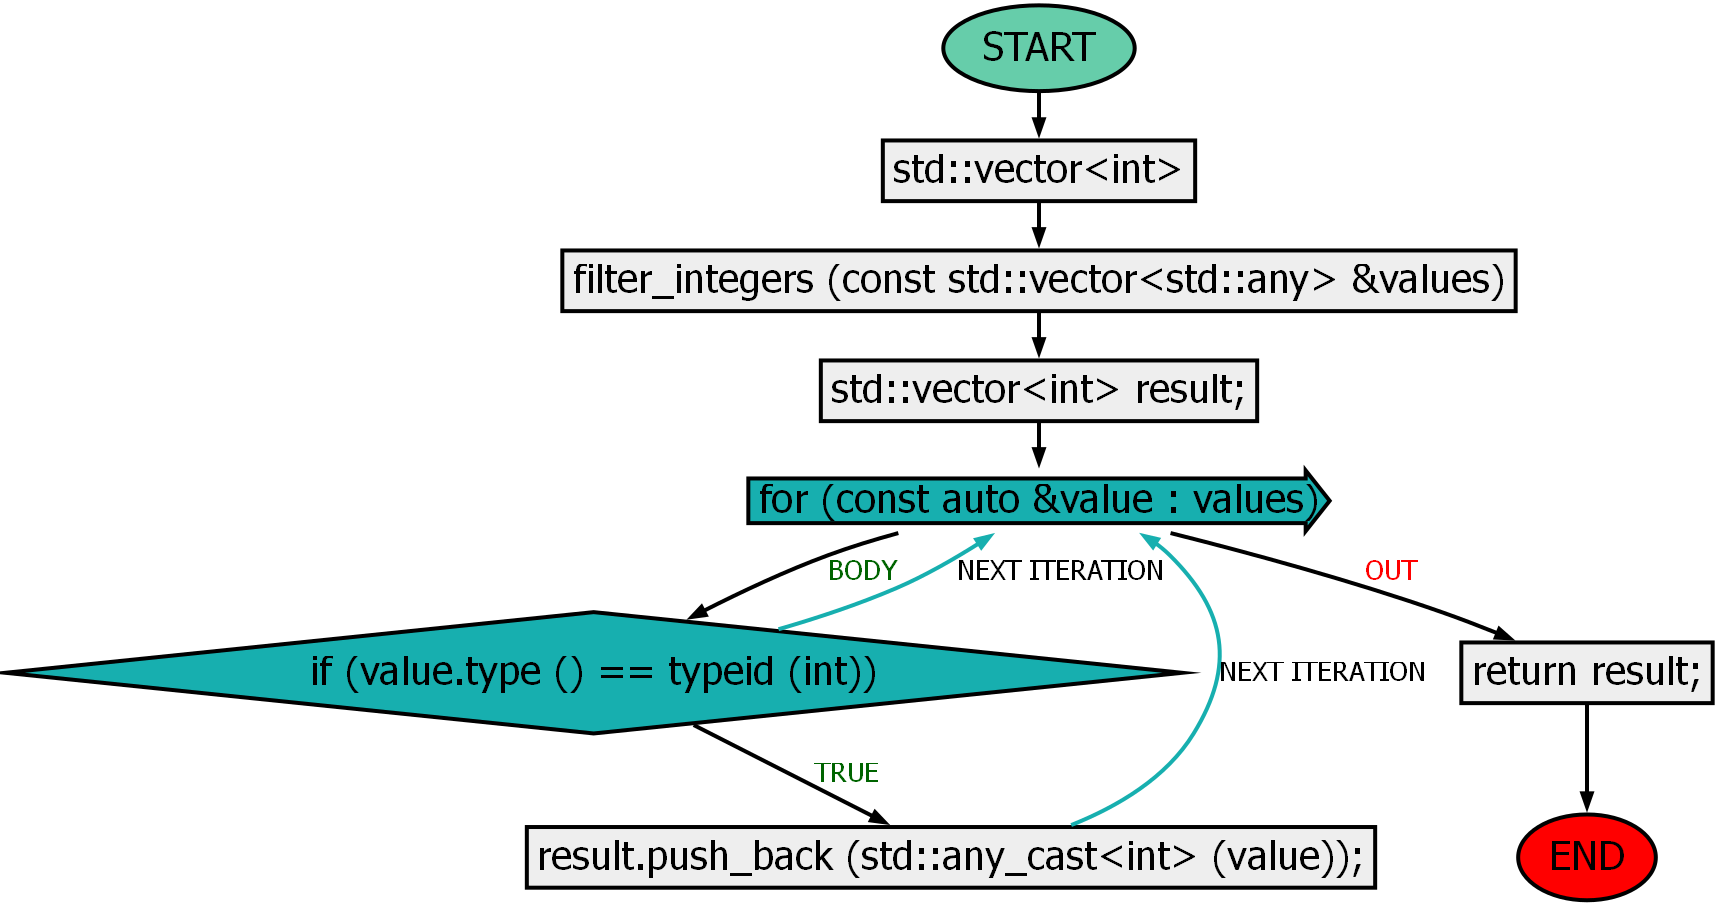 START
std::vector<int>
filter_integers (const std::vector<std::any> &values)
std::vector<int> result;
for (const auto &value : values)
BODY
NEXT ITERATION
OUT
if (value.type () == typeid (int))
NEXT ITERATION
return result;
TRUE
result.push_back (std::any_cast<int> (value));
END